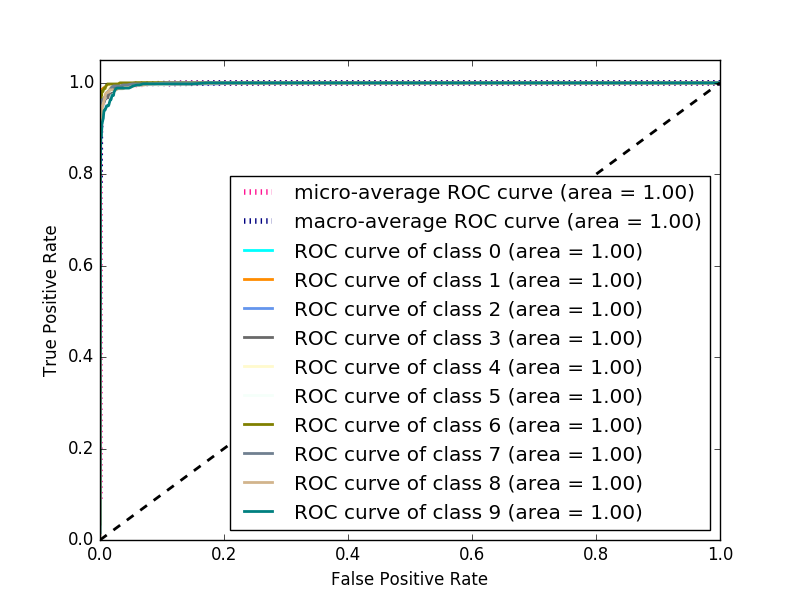 1.0
0.8
0.6
0.4
0.2
0.0
True Positive Rate
micro-average ROC curve (area = 1.00)
macro-average ROC curve (area = 1.00)
ROC curve of class 0 (area = 1.00)
ROC curve of class 1 (area = 1.00)
ROC curve of class 2 (area = 1.00)
ROC curve of class 3 (area = 1.00)
ROC curve of class 4 (area = 1.00)
ROC curve of class 5 (area = 1.00)
ROC curve of class 6 (area = 1.00)
ROC curve of class 7 (area = 1.00)
ROC curve of class 8 (area = 1.00)
ROC curve of class 9 (area = 1.00)
0.0 0.2 0.4 0.6 0.8 1.0
False Positive Rate